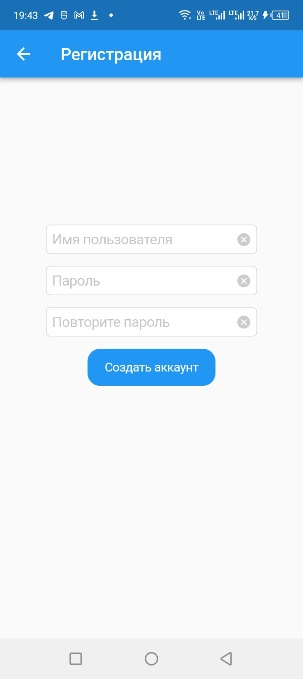 19:43
Регистрация
Имя пользователя
Пароль
Повторите пароль
Создать аккаунт